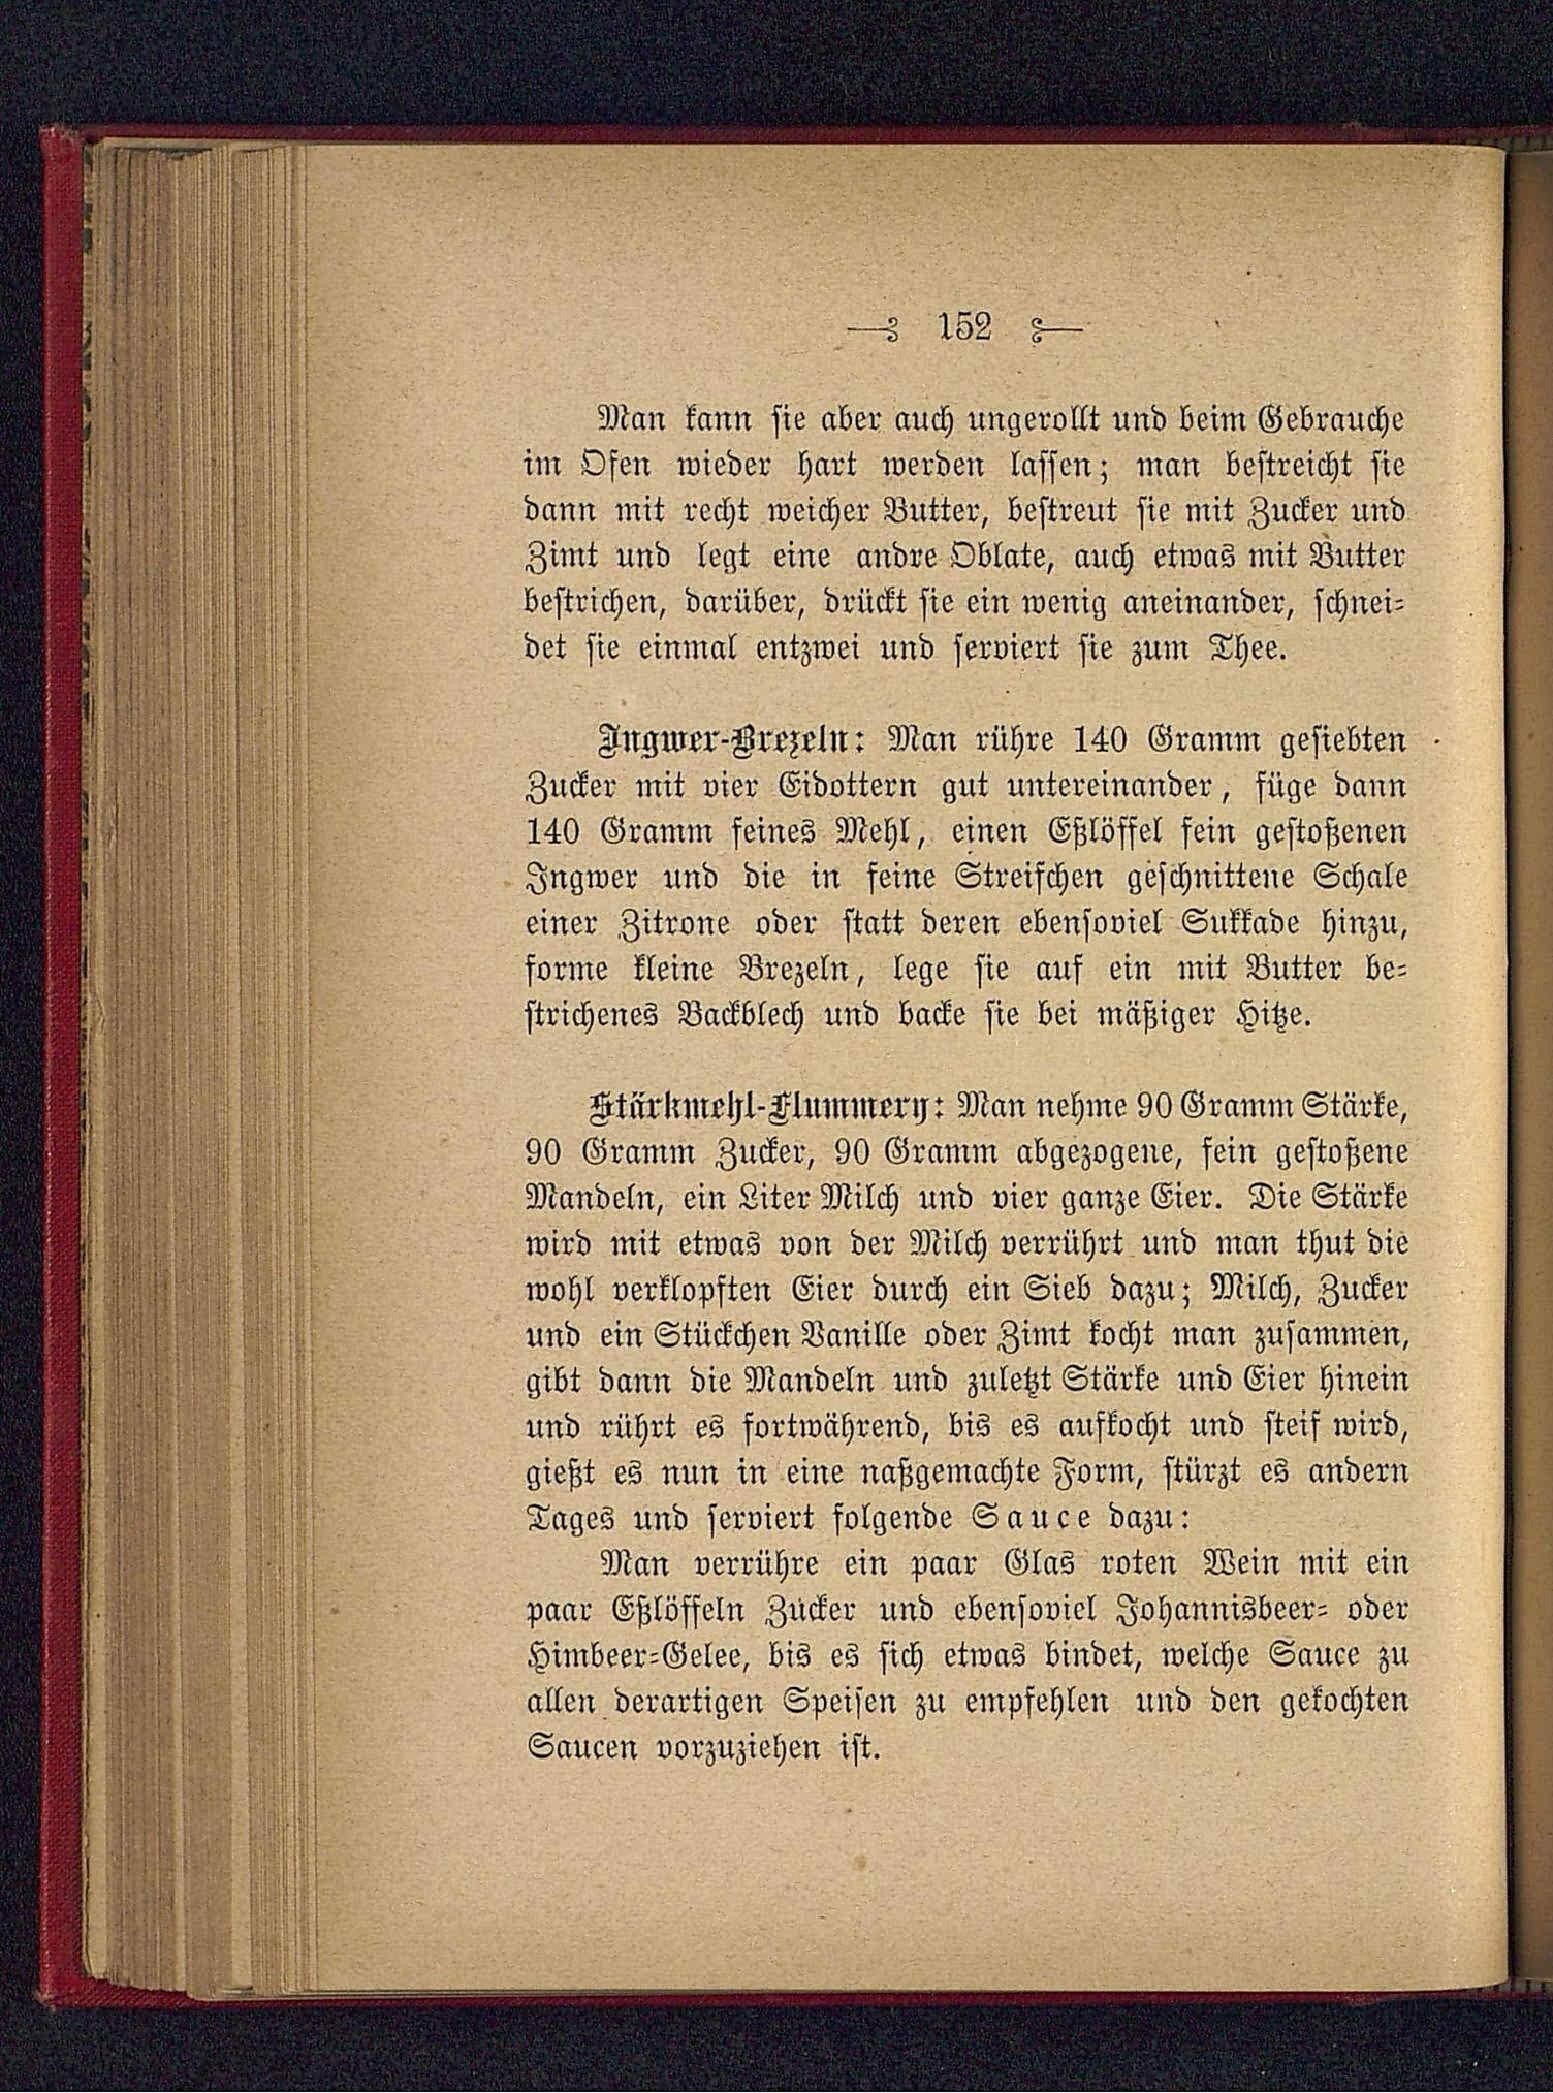 152
Man kann sie aber auch ungerollt und beim Gebrauche
im Ofen wieder hart werden lassen; man bestreicht sie
dann mit recht weicher Butter, bestreut sie mit Zucker und
Zimt und legt eine andre Oblate, auch etwas mit Butter
bestrichen, darüber, drückt sie ein wenig aneinander, schnei-
det sie einmal entzwei und serviert sie zum Thee.
Ingwer-Brezeln: Man rühre 140 Gramm gesiebten
Zucker mit vier Eidottern gut untereinander, füge dann
140 Gramm feines Mehl, einen Eßlöffel fein gestoßenen
Ingwer und die in feine Streifchen geschnittene Schale
einer Zitrone oder statt deren ebensoviel Sukkade hinzu,
forme kleine Brezeln, lege sie auf ein mit Butter be-
strichenes Backblech und backe sie bei mäßiger Hitze.
Stärkmehl-Flummery: Man nehme 90 Gramm Stärke,
90 Gramm Zucker, 90 Gramm abgezogene, fein gestoßene
Mandeln, ein Liter Milch und vier ganze Eier. Die Stärke
wird mit etwas von der Milch verrührt und man thut die
wohl verklopften Eier durch ein Sieb dazu; Milch, Zucker
und ein Stückchen Vanille oder Zimt kocht man zusammen,
gibt dann die Mandeln und zuletzt Stärke und Eier hinein
und rührt es fortwährend, bis es aufkocht und steif wird,
gießt es nun in eine naßgemachte Form, stürzt es andern
Tages und serviert folgende Sauce dazu:
Man verrühre ein paar Glas roten Wein mit ein
paar Eßlöffeln Zucker und ebensoviel Johannisbeer- oder
Himbeer-Gelee, bis es sich etwas bindet, welche Sauce zu
allen derartigen Speisen zu empfehlen und den gekochten
Saucen vorzuziehen ist.